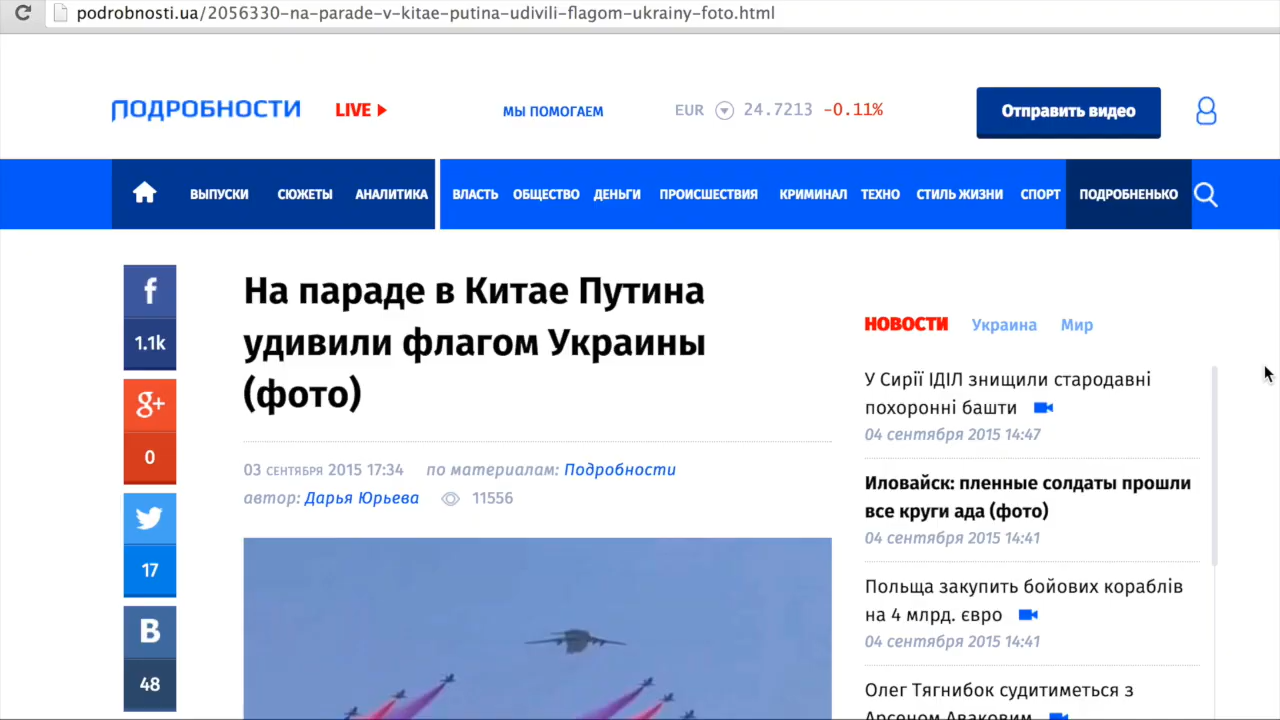 podrobnosti.ua/2056330-na-parade-v-kitae-putina-udivili-flagom-ukrainy-foto.html
ПОДРОБНОСТИ
LIVE
МЫ ПОМОГАЕМ
EUR 24.7213 -0.11%
Отправить видео
ВЫПУСКИ СЮЖЕТЫ АНАЛИТИКА ВЛАСТЬ ОБЩЕСТВО ДЕНЬГИ ПРОИСШЕСТВИЯ КРИМИНАЛ ТЕХНО СТИЛЬ ЖИЗНИ СПОРТ ПОДРОБНЕНЬКО
f
1.1k
g+
0
17
B
48
На параде в Китае Путина
удивили флагом Украины
(фото)
03 СЕНТЯБРЯ 2015 17:34 по материалам: Подробности
автор: Дарья Юрьева 11556
НОВОСТИ Украина Мир
У Сирії ІДІЛ знищили стародавні
похоронні башти
04 сентября 2015 14:47
Иловайск: пленные солдаты прошли
все круги ада (фото)
04 сентября 2015 14:41
Польща закупить бойових кораблів
на 4 млрд. євро
04 сентября 2015 14:41
Олег Тягнибок судитиметься з
Арсеном Аваковим